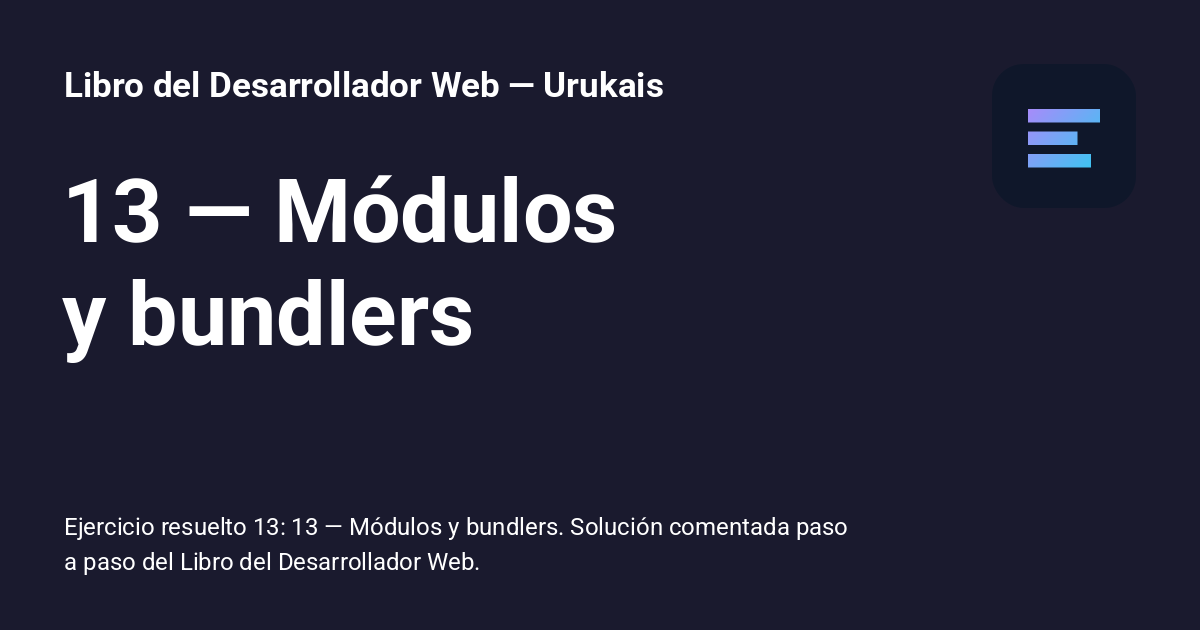 Libro del Desarrollador Web — Urukais
13 — Módulos
y bundlers
Ejercicio resuelto 13: 13 — Módulos y bundlers. Solución comentada paso
a paso del Libro del Desarrollador Web.